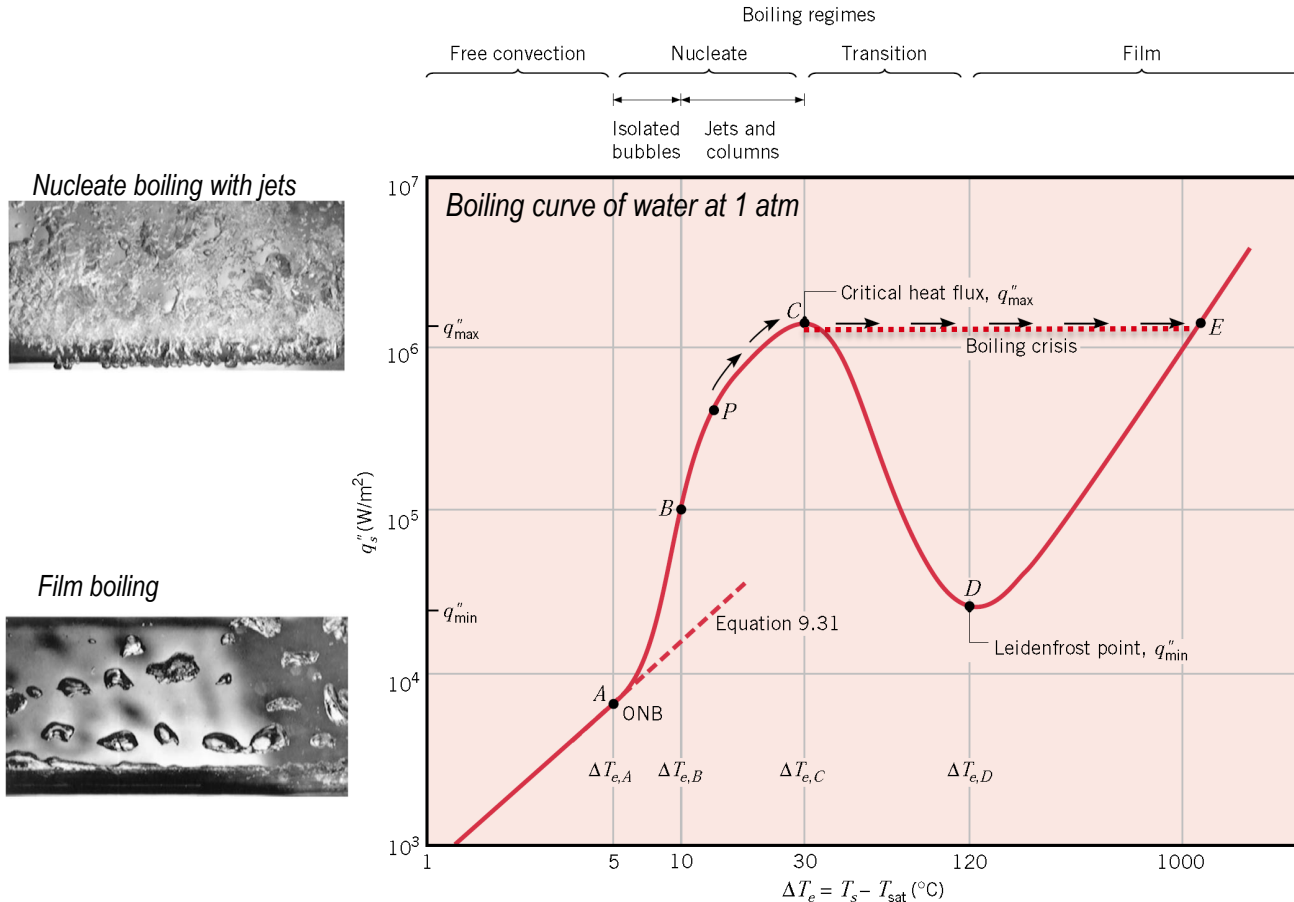 Boiling regimes
Free convection
Nucleate
Transition
Film
Isolated
bubbles
Jets and
columns
Nucleate boiling with jets
Film boiling
Boiling curve of water at 1 atm
10⁷
q″max
10⁶
10⁵
q″min
10⁴
10³
q″s (W/m²)
Critical heat flux, q″max
C
E
Boiling crisis
P
B
Equation 9.31
D
Leidenfrost point, q″min
A
ONB
ΔTe,A
ΔTe,B
ΔTe,C
ΔTe,D
1
5
10
30
120
1000
ΔTe = Ts – Tsat (°C)